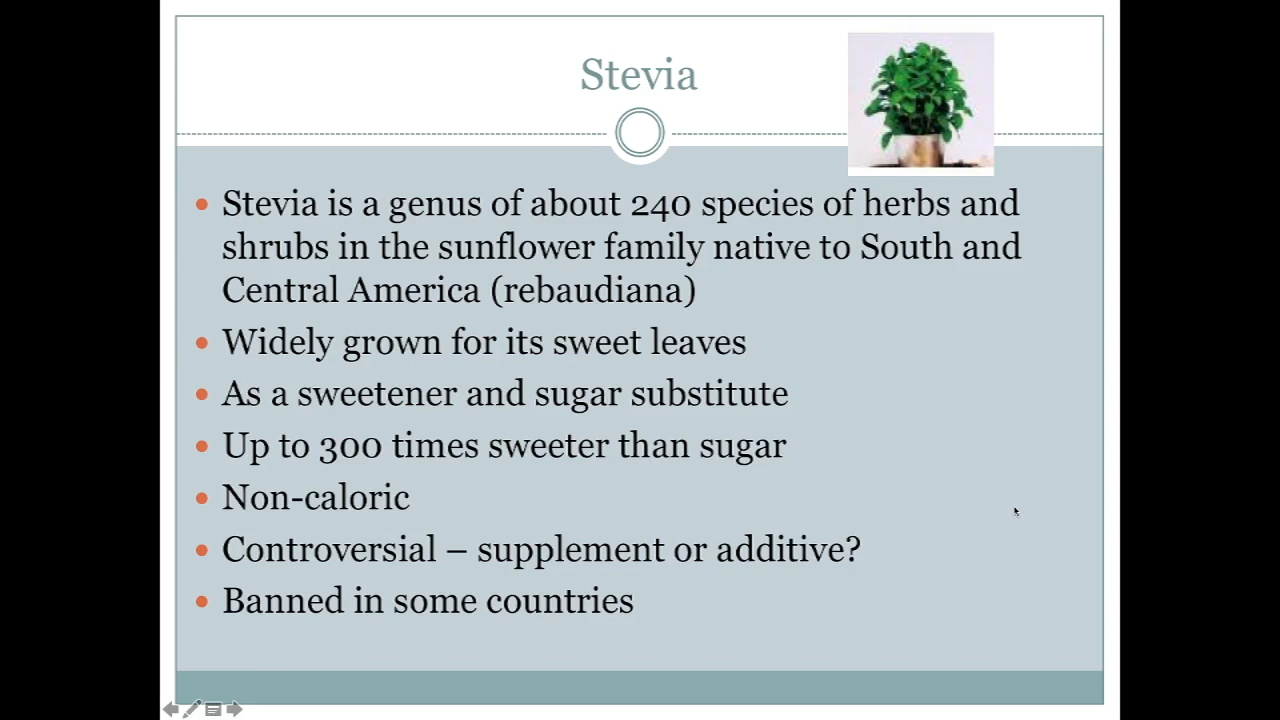 Stevia
• Stevia is a genus of about 240 species of herbs and
shrubs in the sunflower family native to South and
Central America (rebaudiana)
• Widely grown for its sweet leaves
• As a sweetener and sugar substitute
• Up to 300 times sweeter than sugar
• Non-caloric
• Controversial – supplement or additive?
• Banned in some countries